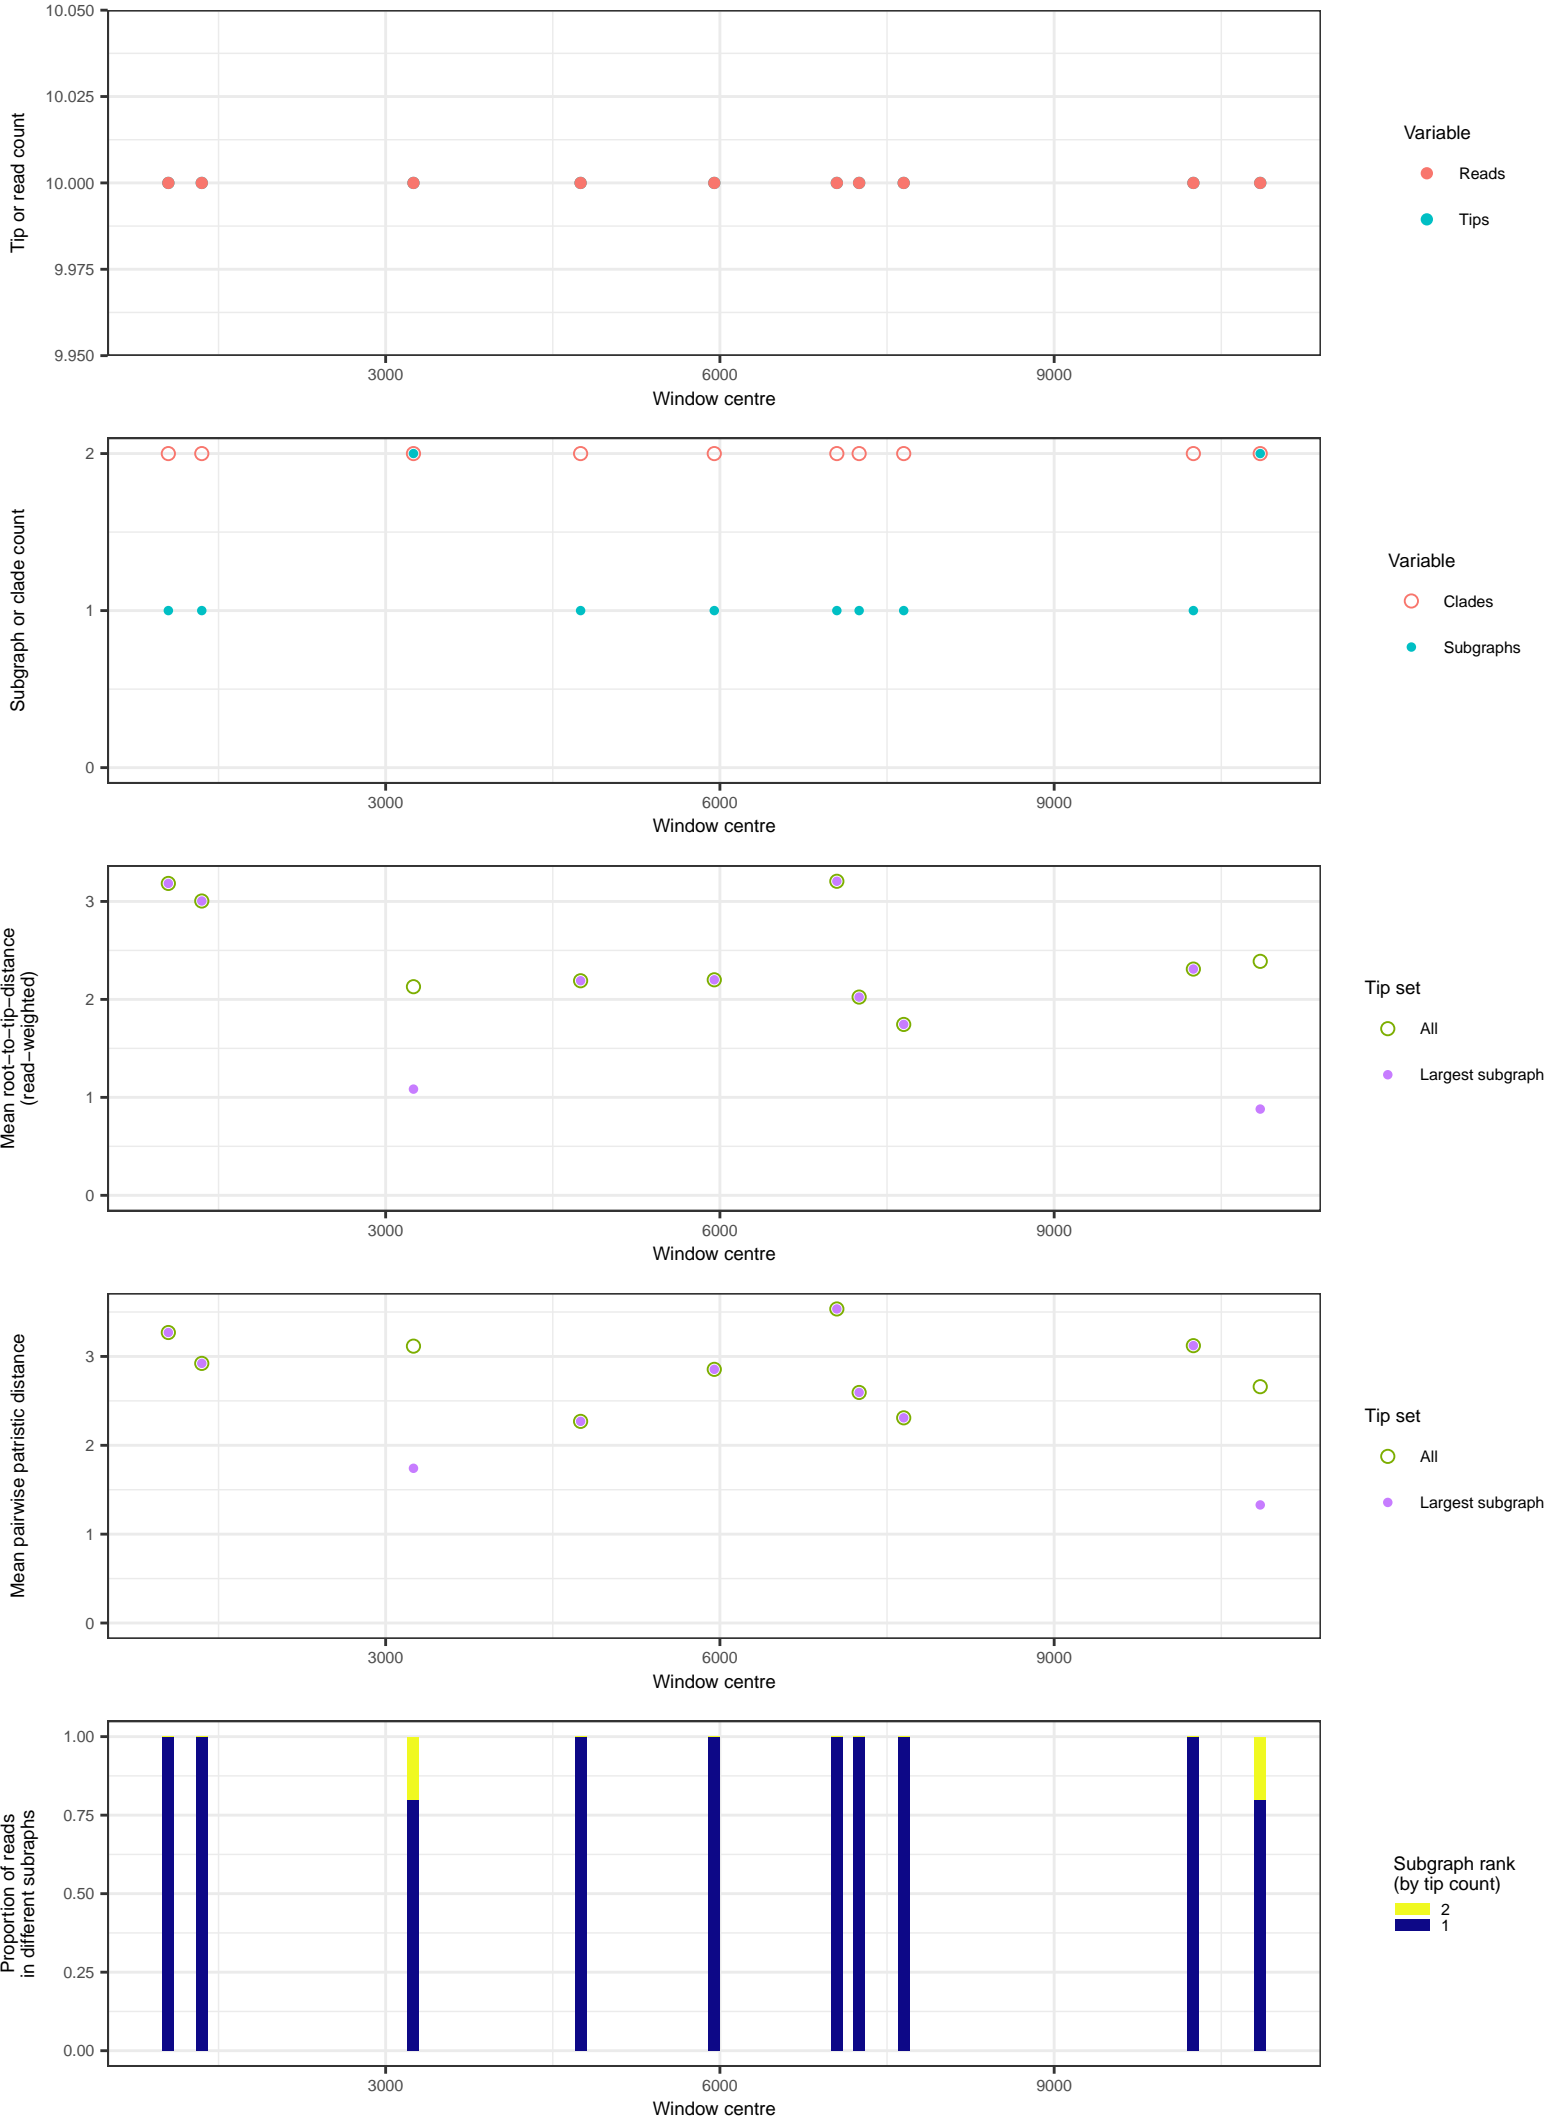 10.050
10.025
10.000
9.975
9.950
Tip or read count
3000 6000 9000
Window centre
Variable
Reads
Tips
2
1
0
Subgraph or clade count
3000 6000 9000
Window centre
Variable
Clades
Subgraphs
3
2
1
0
Mean root−to−tip−distance
(read−weighted)
3000 6000 9000
Window centre
Tip set
All
Largest subgraph
3
2
1
0
Mean pairwise patristic distance
3000 6000 9000
Window centre
Tip set
All
Largest subgraph
1.00
0.75
0.50
0.25
0.00
Proportion of reads
in different subraphs
3000 6000 9000
Window centre
Subgraph rank
(by tip count)
2
1